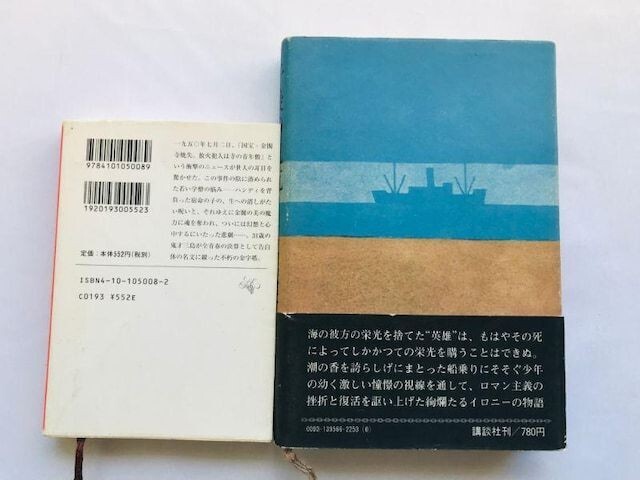 9784101050089
1920193005523
定価：本体552円（税別）
ISBN4-10-105008-2
C0193 ¥552E
一九五〇年七月二日、「国宝・金閣
寺焼失。放火犯人は寺の青年僧」と
いう衝撃のニュースが世人の耳目を
驚かせた。この事件の陰に潜められ
た若い学僧の悩み――ハンディを背
負った宿命の子の、生への消しがた
い呪いと、それゆえに金閣の美の魔
力に魂を奪われ、ついには幻想と心
中するにいたった悲劇……。31歳の
鬼才三島が全青春の決算として告白
体の名文に綴った不朽の金字塔。
海の彼方の栄光を捨てた“英雄”は、もはやその死
によってしかかつての栄光を購うことはできぬ。
潮の香を誇らしげにまとった船乗りにそそぐ少年
の幼く激しい憧憬の視線を通して、ロマン主義の
挫折と復活を謳い上げた絢爛たるイロニーの物語
0093-139566-2253 (6)
講談社刊／780円